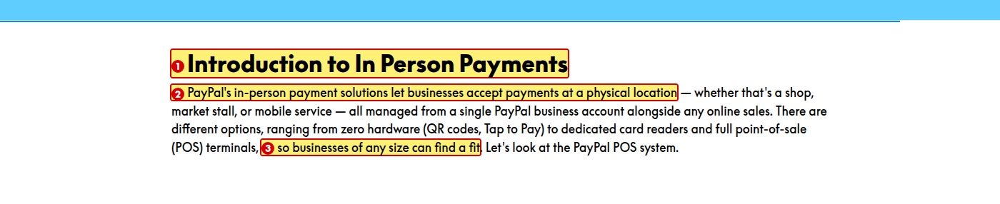 1 Introduction to In Person Payments
2 PayPal's in-person payment solutions let businesses accept payments at a physical location — whether that's a shop,
market stall, or mobile service — all managed from a single PayPal business account alongside any online sales. There are
different options, ranging from zero hardware (QR codes, Tap to Pay) to dedicated card readers and full point-of-sale
(POS) terminals, 3 so businesses of any size can find a fit. Let's look at the PayPal POS system.